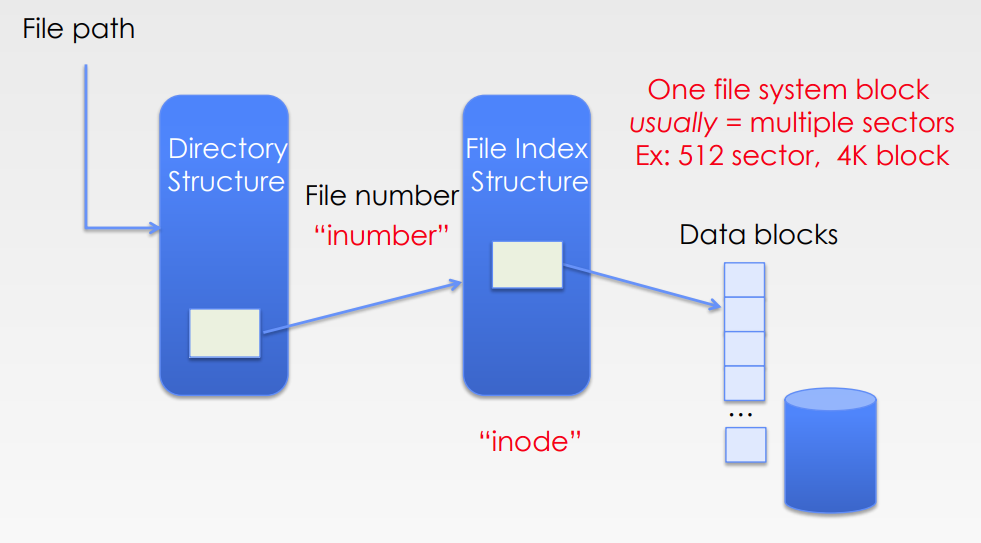 File path
Directory
Structure
File number
“inumber”
File Index
Structure
“inode”
One file system block
usually = multiple sectors
Ex: 512 sector, 4K block
Data blocks
...